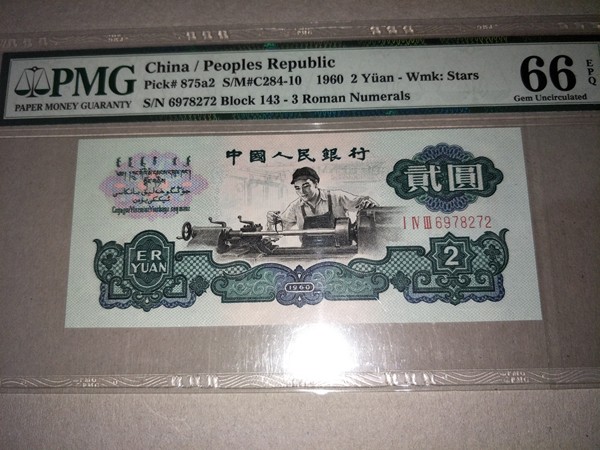 PMG
PAPER MONEY GUARANTY
China / Peoples Republic
Pick# 875a2 S/M#C284-10 1960 2 Yüan - Wmk: Stars
S/N 6978272 Block 143 - 3 Roman Numerals
66 EPQ
Gem Uncirculated
中國人民銀行
貳圓
I IV III 6978272
ER
YUAN
2
1960